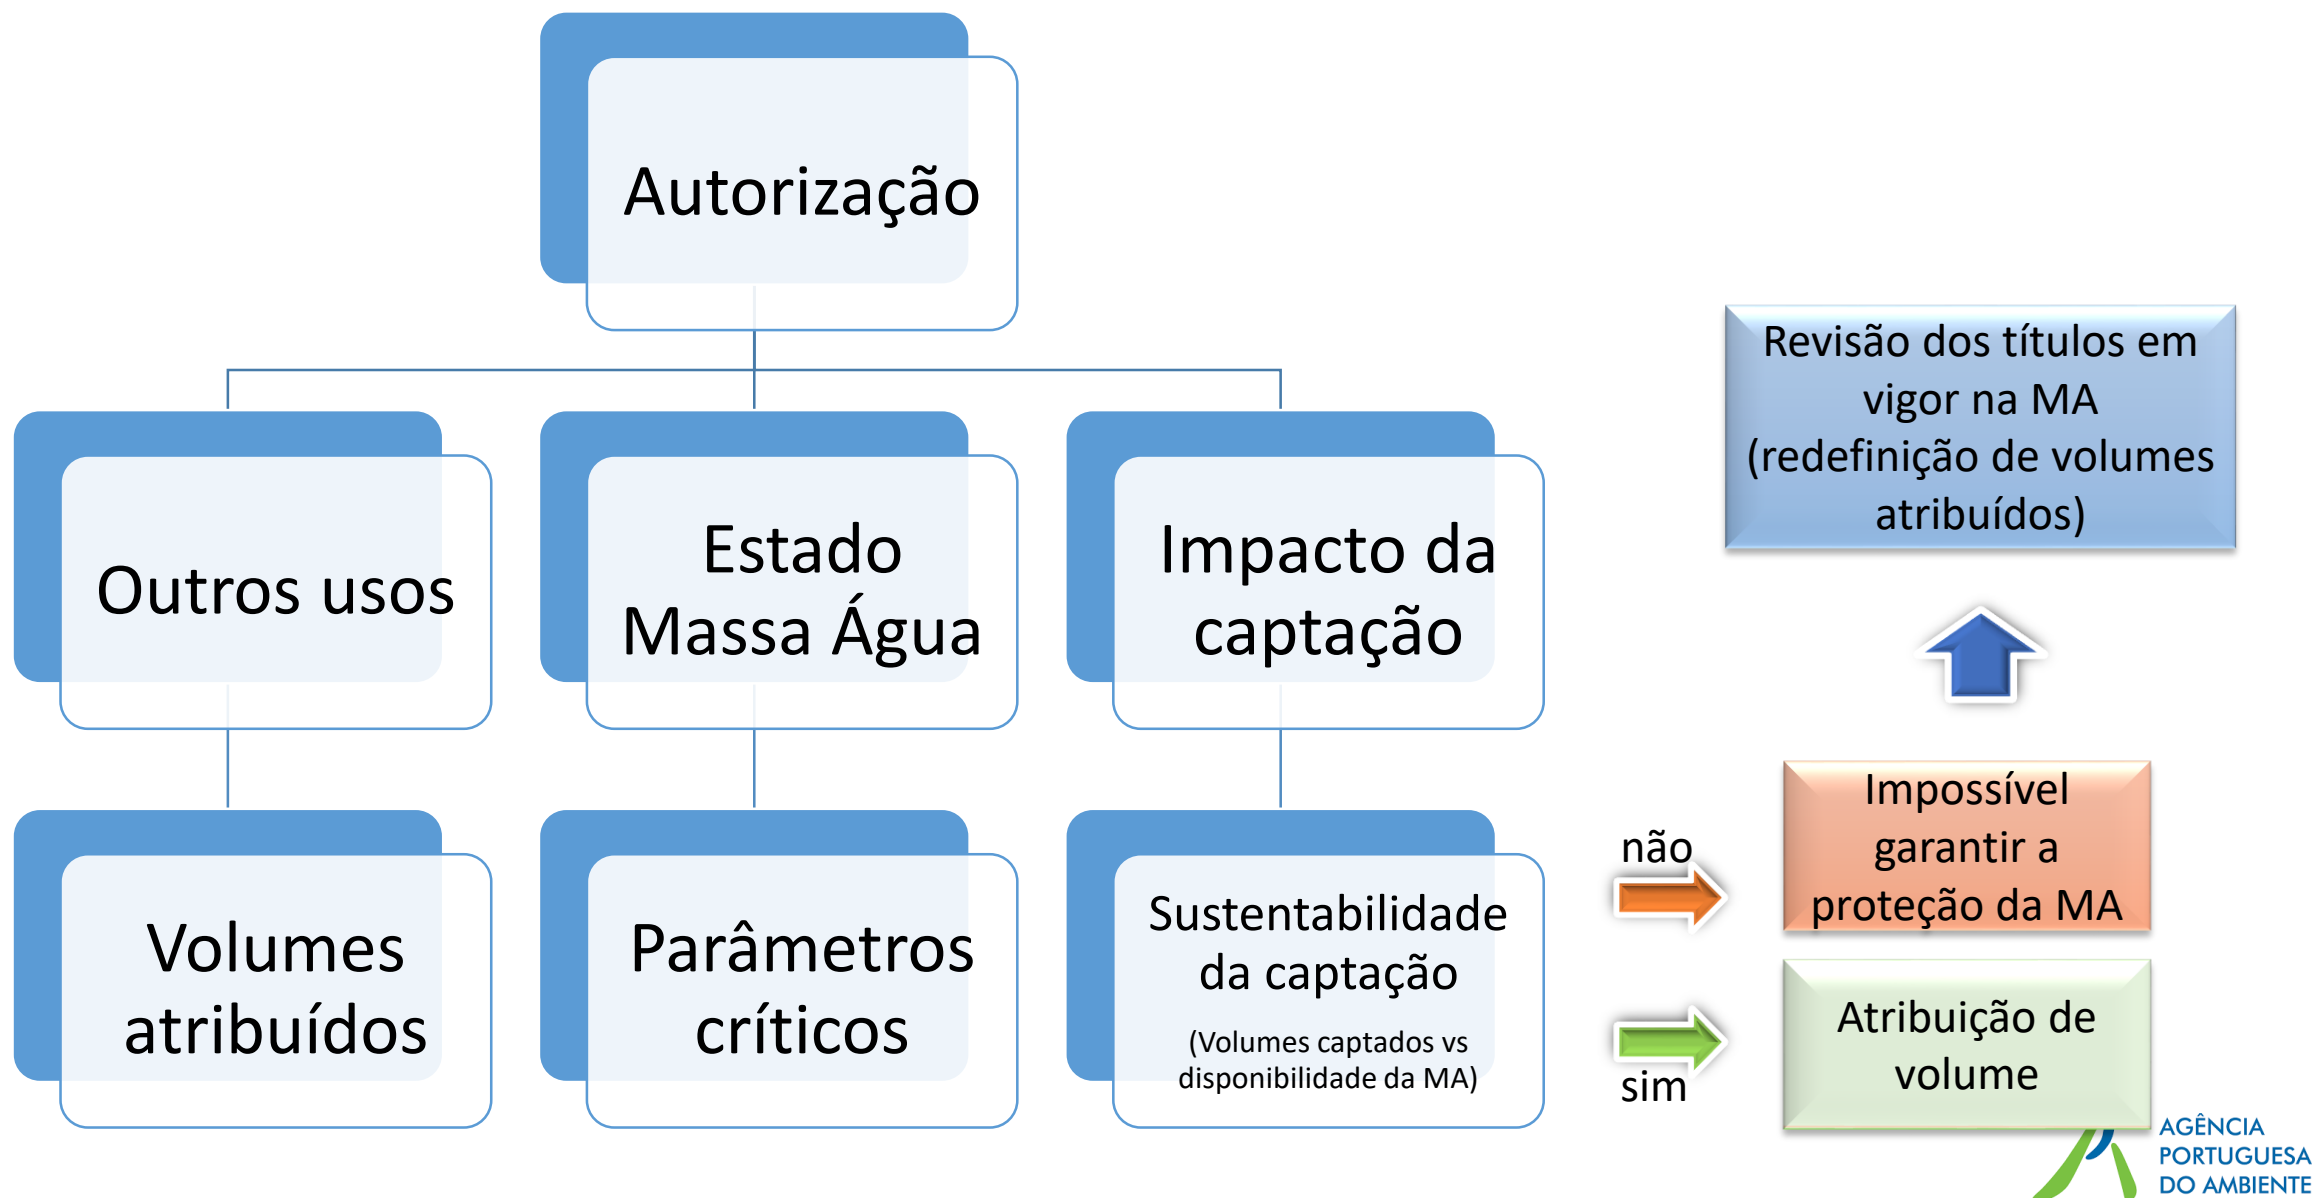 Autorização
Outros usos
Estado
Massa Água
Impacto da
captação
Volumes
atribuídos
Parâmetros
críticos
Sustentabilidade
da captação
(Volumes captados vs
disponibilidade da MA)
não
sim
Revisão dos títulos em
vigor na MA
(redefinição de volumes
atribuídos)
Impossível
garantir a
proteção da MA
Atribuição de
volume
AGÊNCIA
PORTUGUESA
DO AMBIENTE